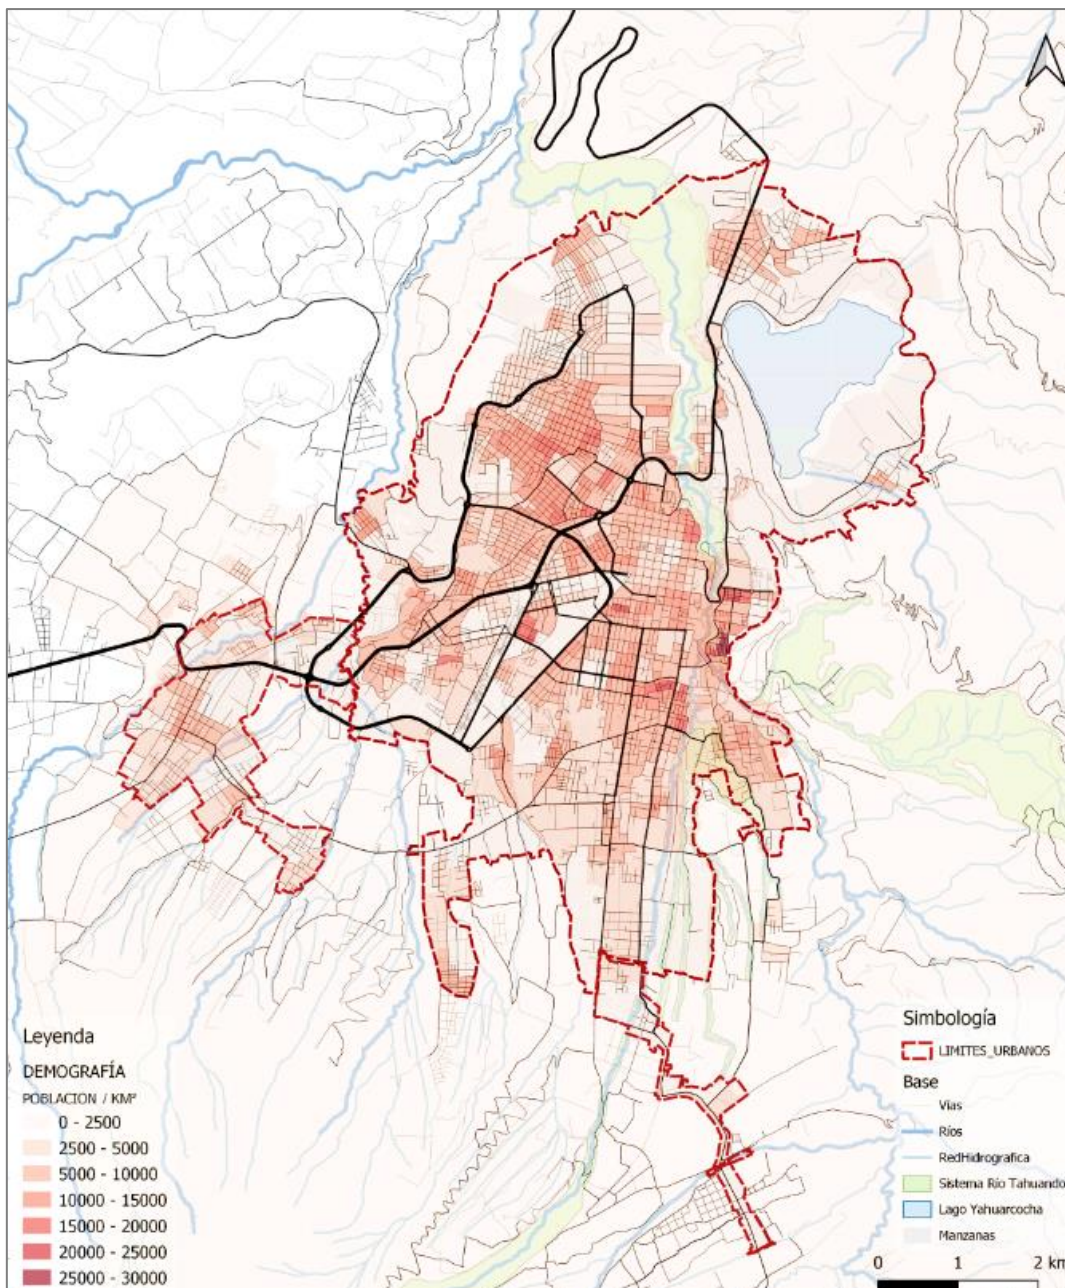 Leyenda
DEMOGRAFÍA
POBLACION / KM²
0 - 2500
2500 - 5000
5000 - 10000
10000 - 15000
15000 - 20000
20000 - 25000
25000 - 30000
Simbología
LIMITES_URBANOS
Base
Vías
Ríos
RedHidrografica
Sistema Río Tahuando
Lago Yahuarcocha
Manzanas
0 1 2 km